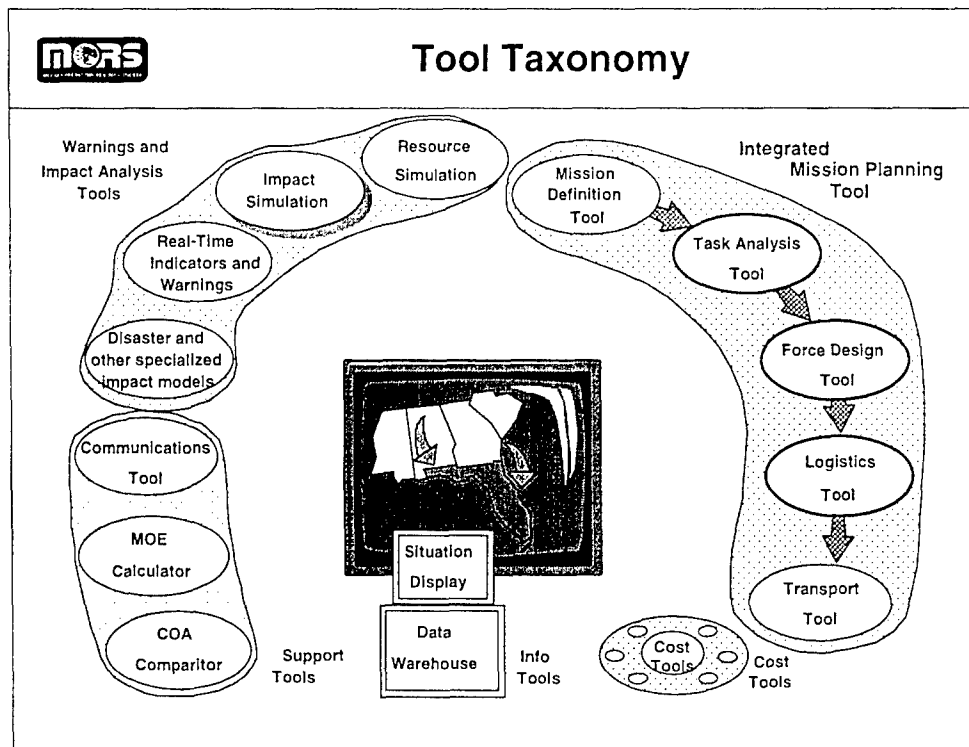 MORS
Tool Taxonomy
Warnings and
Impact Analysis
Tools
Resource
Simulation
Impact
Simulation
Real-Time
Indicators and
Warnings
Disaster and
other specialized
impact models
Integrated
Mission Planning
Tool
Mission
Definition
Tool
Task Analysis
Tool
Force Design
Tool
Logistics
Tool
Transport
Tool
Communications
Tool
MOE
Calculator
COA
Comparitor
Support
Tools
Situation
Display
Data
Warehouse
Info
Tools
Cost
Tools
Cost
Tools